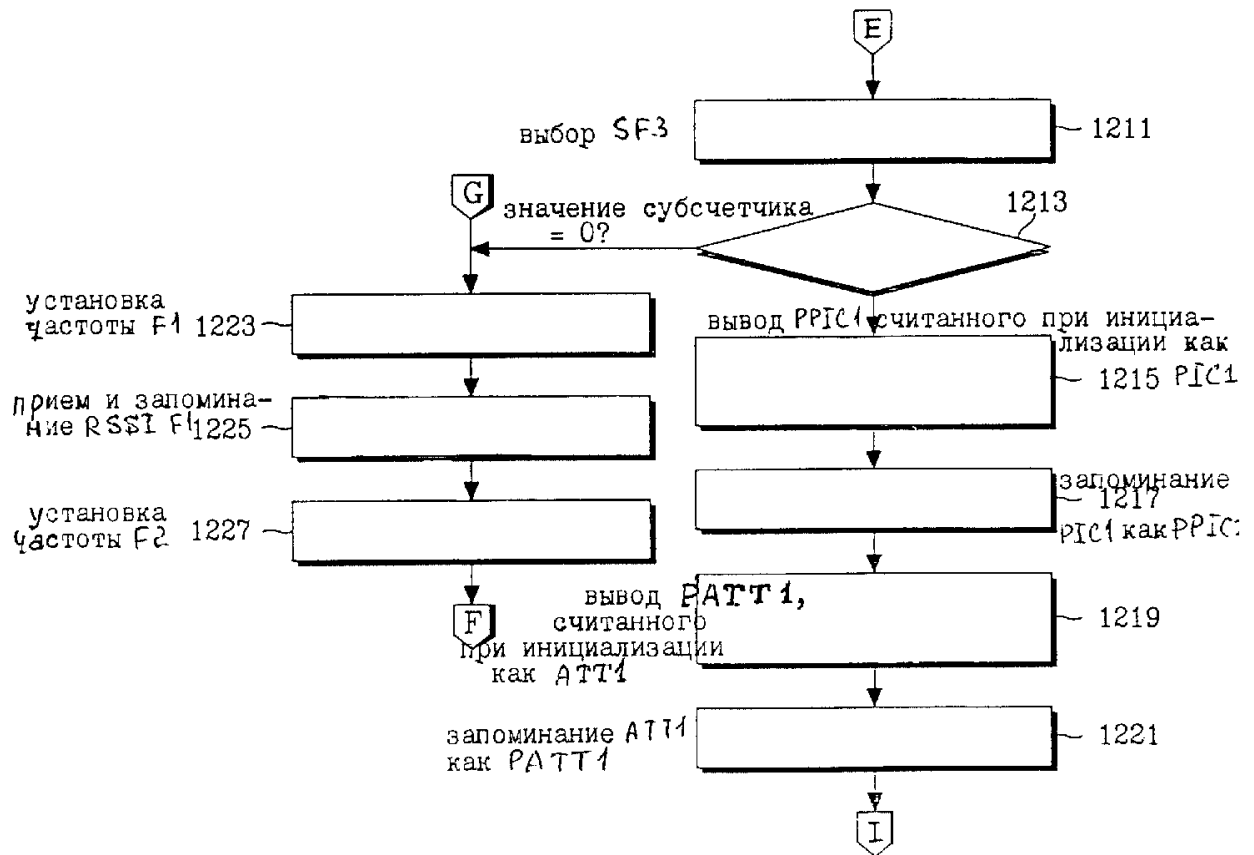 E
выбор SF3
1211
G
значение субсчетчика
= 0?
1213
установка
частоты F1 1223
вывод PPIC1 считанного при инициа-
лизации как
1215 PIC1
прием и запомина-
ние RSSI F1 1225
запоминание
1217
PIC1 как PPIC1
установка
частоты F2 1227
F
вывод PATT1,
считанного
при инициализации
как ATT1
1219
запоминание ATT1
как PATT1
1221
I